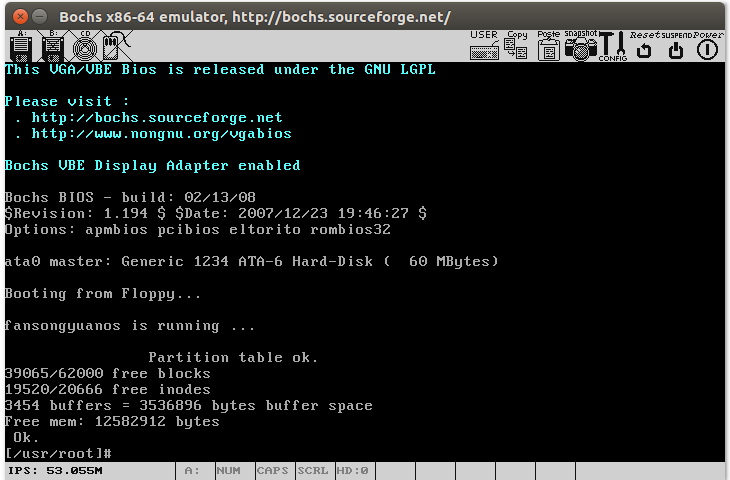 Bochs x86-64 emulator, http://bochs.sourceforge.net/
A: B: CD USER Copy Paste snapshot CONFIG Reset SUSPEND Power
This VGA/VBE Bios is released under the GNU LGPL
Please visit :
. http://bochs.sourceforge.net
. http://www.nongnu.org/vgabios
Bochs VBE Display Adapter enabled
Bochs BIOS - build: 02/13/08
$Revision: 1.194 $ $Date: 2007/12/23 19:46:27 $
Options: apmbios pcibios eltorito rombios32
ata0 master: Generic 1234 ATA-6 Hard-Disk (  60 MBytes)
Booting from Floppy...
fansongyuanos is running ...
Partition table ok.
39065/62000 free blocks
19520/20666 free inodes
3454 buffers = 3536896 bytes buffer space
Free mem: 12582912 bytes
Ok.
[/usr/root]#
IPS: 53.055M A: NUM CAPS SCRL HD:0